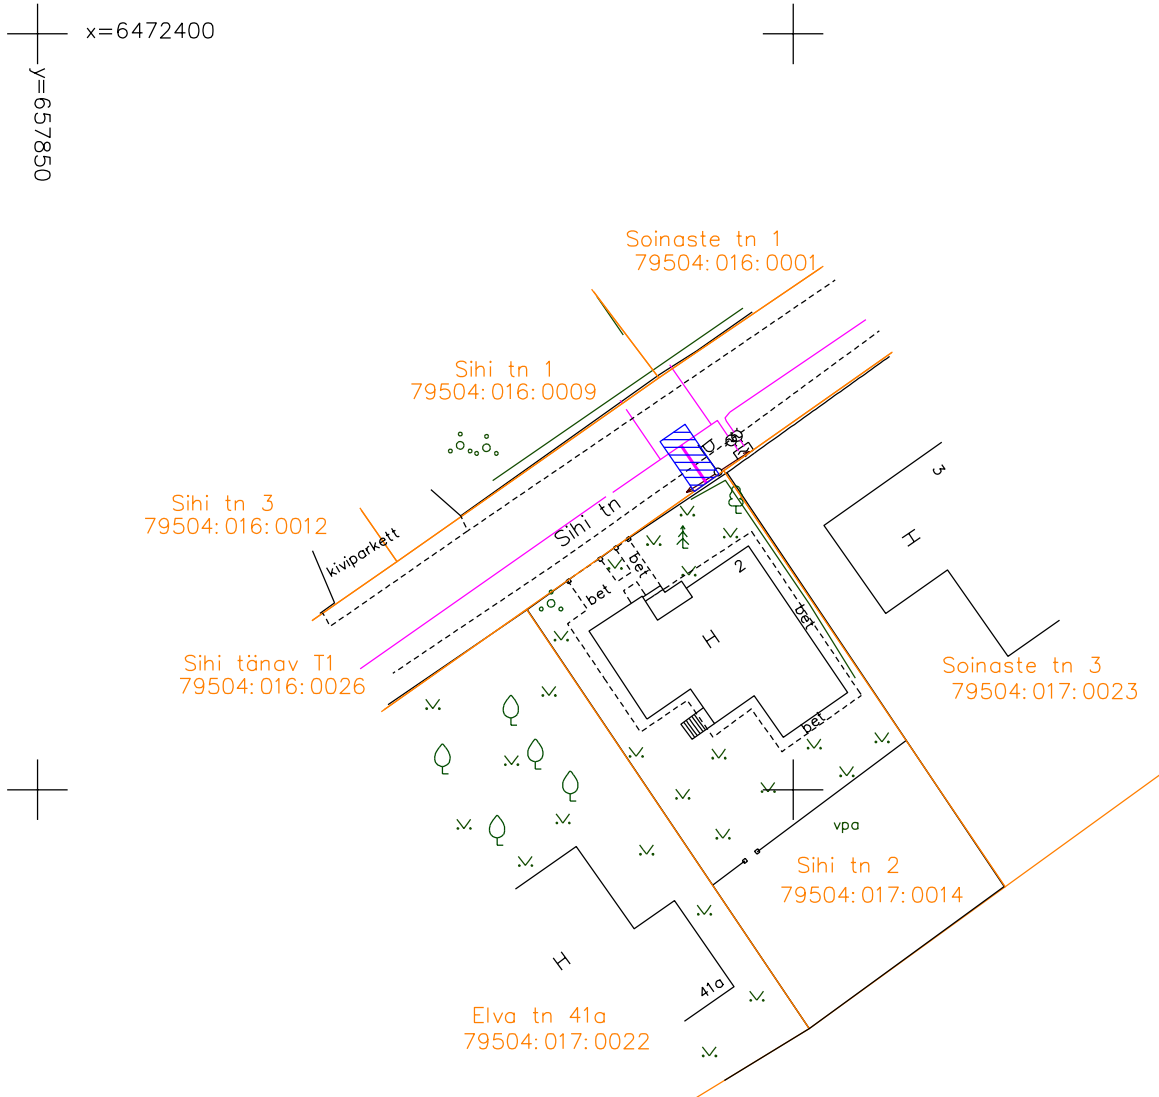 x=6472400
y=657850
Soinaste tn 1
79504:016:0001
Sihi tn 1
79504:016:0009
Sihi tn 3
79504:016:0012
kiviparkett
Sihi tn
D
3
H
bet
bet
2
bet
H
bet
Sihi tänav T1
79504:016:0026
Soinaste tn 3
79504:017:0023
vpa
Sihi tn 2
79504:017:0014
H
41a
Elva tn 41a
79504:017:0022